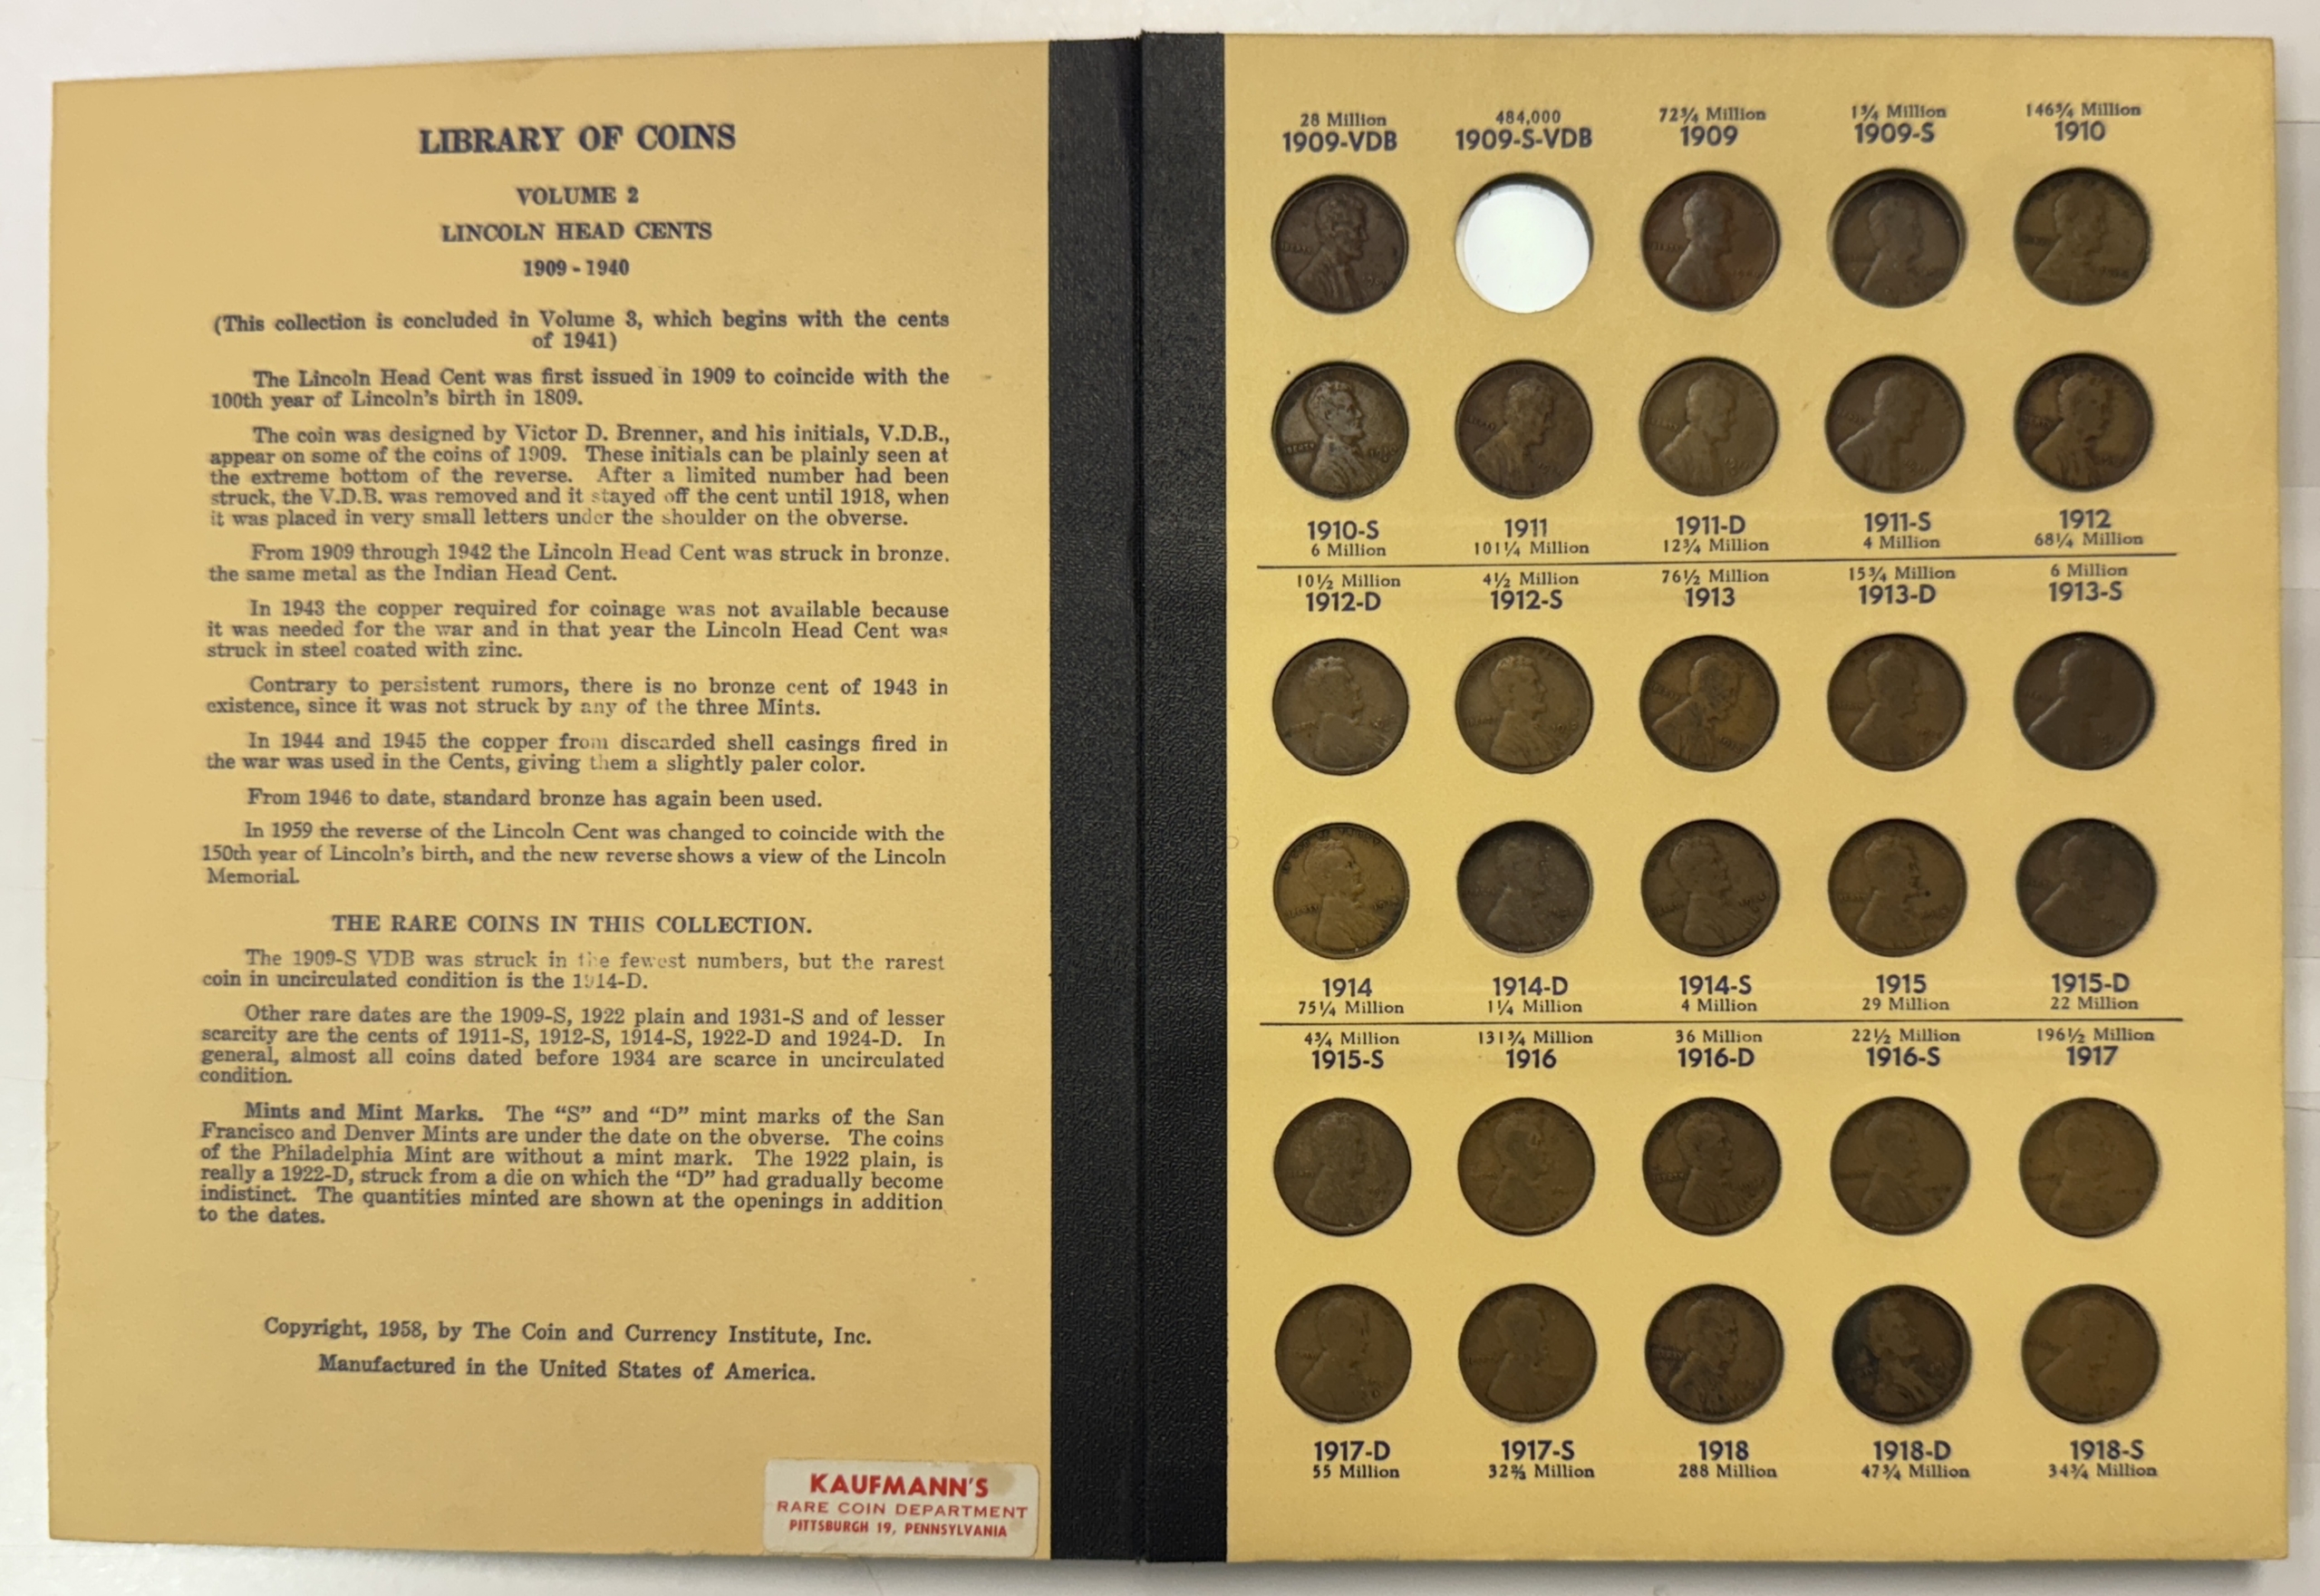 LIBRARY OF COINS
VOLUME 2
LINCOLN HEAD CENTS
1909 - 1940
(This collection is concluded in Volume 3, which begins with the cents
of 1941)
The Lincoln Head Cent was first issued in 1909 to coincide with the
100th year of Lincoln's birth in 1809.
The coin was designed by Victor D. Brenner, and his initials, V.D.B.,
appear on some of the coins of 1909. These initials can be plainly seen at
the extreme bottom of the reverse. After a limited number had been
struck, the V.D.B. was removed and it stayed off the cent until 1918, when
it was placed in very small letters under the shoulder on the obverse.
From 1909 through 1942 the Lincoln Head Cent was struck in bronze,
the same metal as the Indian Head Cent.
In 1943 the copper required for coinage was not available because
it was needed for the war and in that year the Lincoln Head Cent was
struck in steel coated with zinc.
Contrary to persistent rumors, there is no bronze cent of 1943 in
existence, since it was not struck by any of the three Mints.
In 1944 and 1945 the copper from discarded shell casings fired in
the war was used in the Cents, giving them a slightly paler color.
From 1946 to date, standard bronze has again been used.
In 1959 the reverse of the Lincoln Cent was changed to coincide with the
150th year of Lincoln's birth, and the new reverse shows a view of the Lincoln
Memorial.
THE RARE COINS IN THIS COLLECTION.
The 1909-S VDB was struck in the fewest numbers, but the rarest
coin in uncirculated condition is the 1914-D.
Other rare dates are the 1909-S, 1922 plain and 1931-S and of lesser
scarcity are the cents of 1911-S, 1912-S, 1914-S, 1922-D and 1924-D. In
general, almost all coins dated before 1934 are scarce in uncirculated
condition.
Mints and Mint Marks. The "S" and "D" mint marks of the San
Francisco and Denver Mints are under the date on the obverse. The coins
of the Philadelphia Mint are without a mint mark. The 1922 plain, is
really a 1922-D, struck from a die on which the "D" had gradually become
indistinct. The quantities minted are shown at the openings in addition
to the dates.
Copyright, 1958, by The Coin and Currency Institute, Inc.
Manufactured in the United States of America.
KAUFMANN'S
RARE COIN DEPARTMENT
PITTSBURGH 19, PENNSYLVANIA
28 Million 484,000 72¾ Million 1¾ Million 146¾ Million
1909-VDB 1909-S-VDB 1909 1909-S 1910
1910-S 1911 1911-D 1911-S 1912
6 Million 101¼ Million 12¾ Million 4 Million 68¼ Million
10½ Million 4½ Million 76½ Million 15¾ Million 6 Million
1912-D 1912-S 1913 1913-D 1913-S
1914 1914-D 1914-S 1915 1915-D
75¼ Million 1¼ Million 4 Million 29 Million 22 Million
4¾ Million 131¾ Million 36 Million 22½ Million 196½ Million
1915-S 1916 1916-D 1916-S 1917
1917-D 1917-S 1918 1918-D 1918-S
55 Million 32⅔ Million 288 Million 47¾ Million 34¾ Million